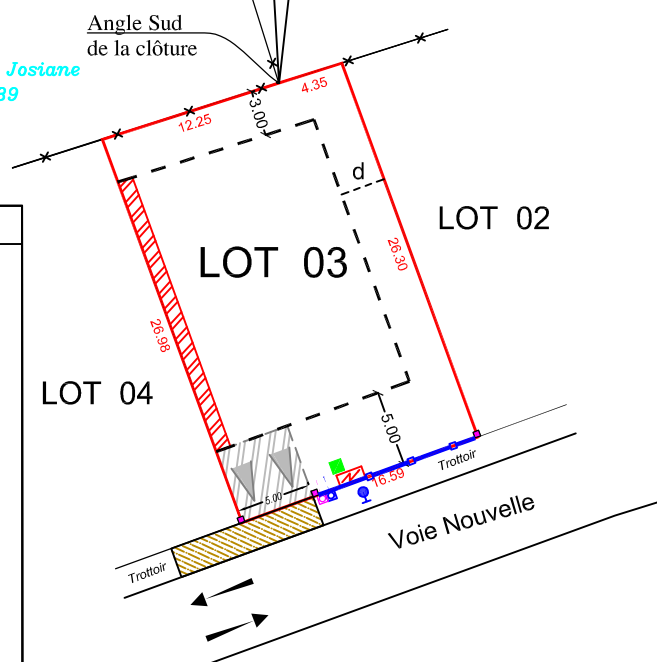 Angle Sud
de la clôture
Josiane
39
4.35
12.25
3.00
d
LOT 02
LOT 03
26.30
26.98
LOT 04
5.00
5.00
16.59
Trottoir
Voie Nouvelle
Trottoir